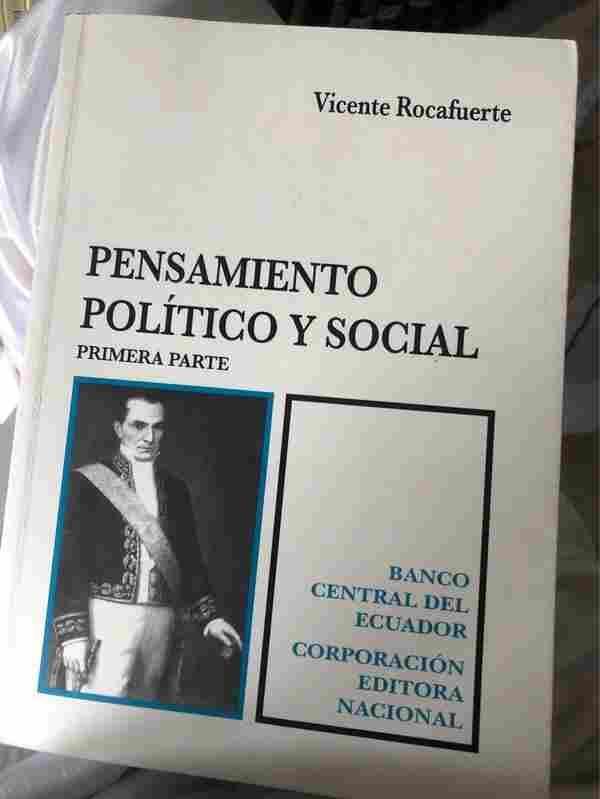 Vicente Rocafuerte
PENSAMIENTO
POLÍTICO Y SOCIAL
PRIMERA PARTE
BANCO
CENTRAL DEL
ECUADOR
CORPORACIÓN
EDITORA
NACIONAL